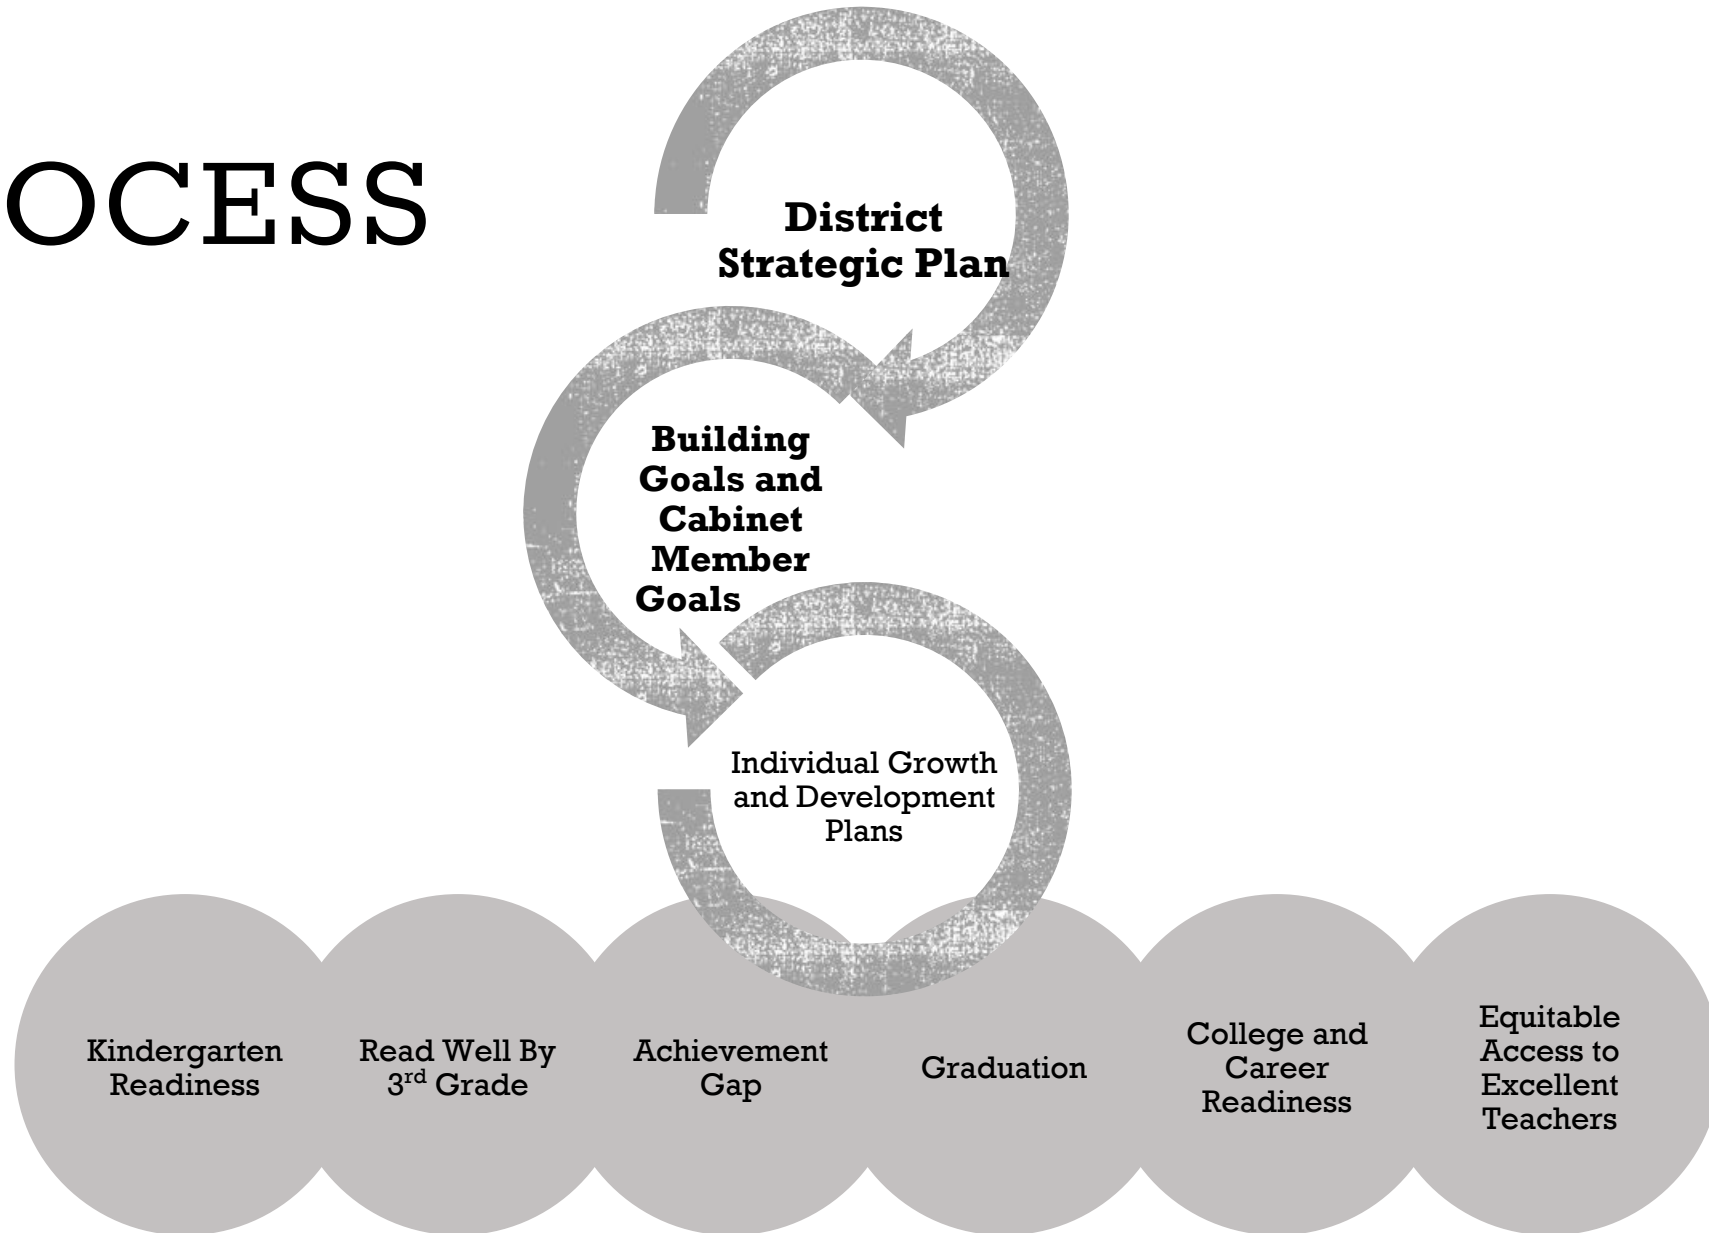 OCESS
District
Strategic Plan
Building
Goals and
Cabinet
Member
Goals
Individual Growth
and Development
Plans
Kindergarten
Readiness
Read Well By
3rd Grade
Achievement
Gap
Graduation
College and
Career
Readiness
Equitable
Access to
Excellent
Teachers